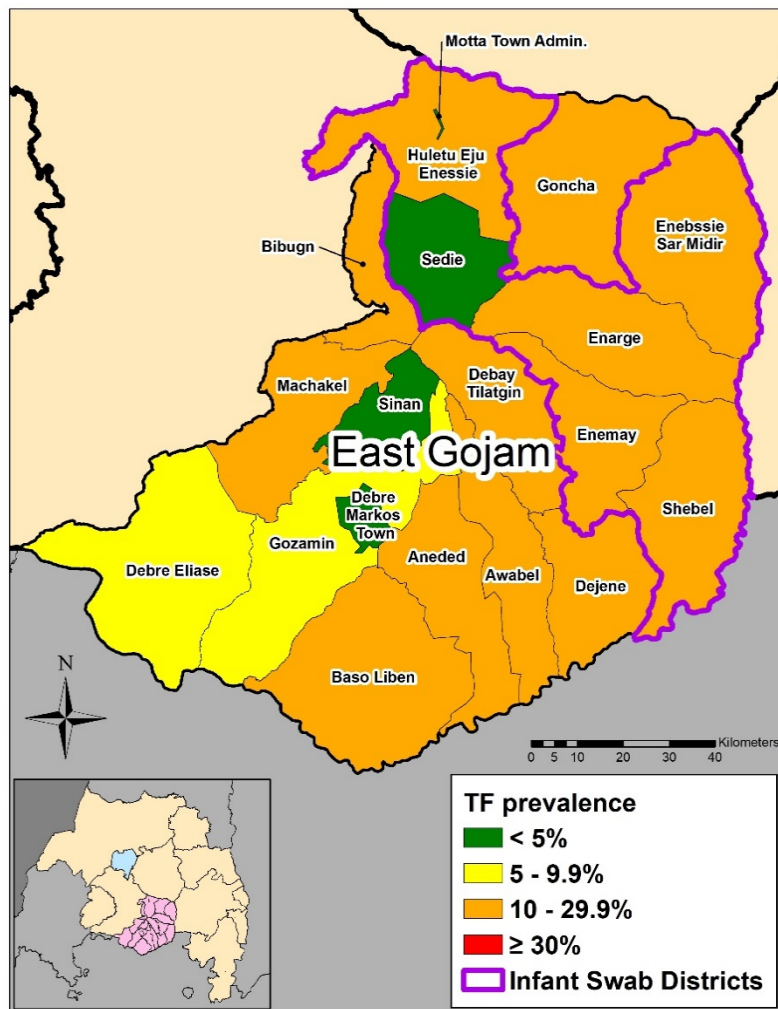 Motta Town Admin.
Huletu Eju
Enessie
Goncha
Enebssie
Sar Midir
Bibugn
Sedie
Enarge
Machakel
Debay
Tilatgin
Sinan
Enemay
East Gojam
Shebel
Debre
Markos
Town
Gozamin
Debre Eliase
Aneded
Awabel
Dejene
Baso Liben
N
Kilometers
0 5 10 20 30 40
TF prevalence
< 5%
5 - 9.9%
10 - 29.9%
≥ 30%
Infant Swab Districts